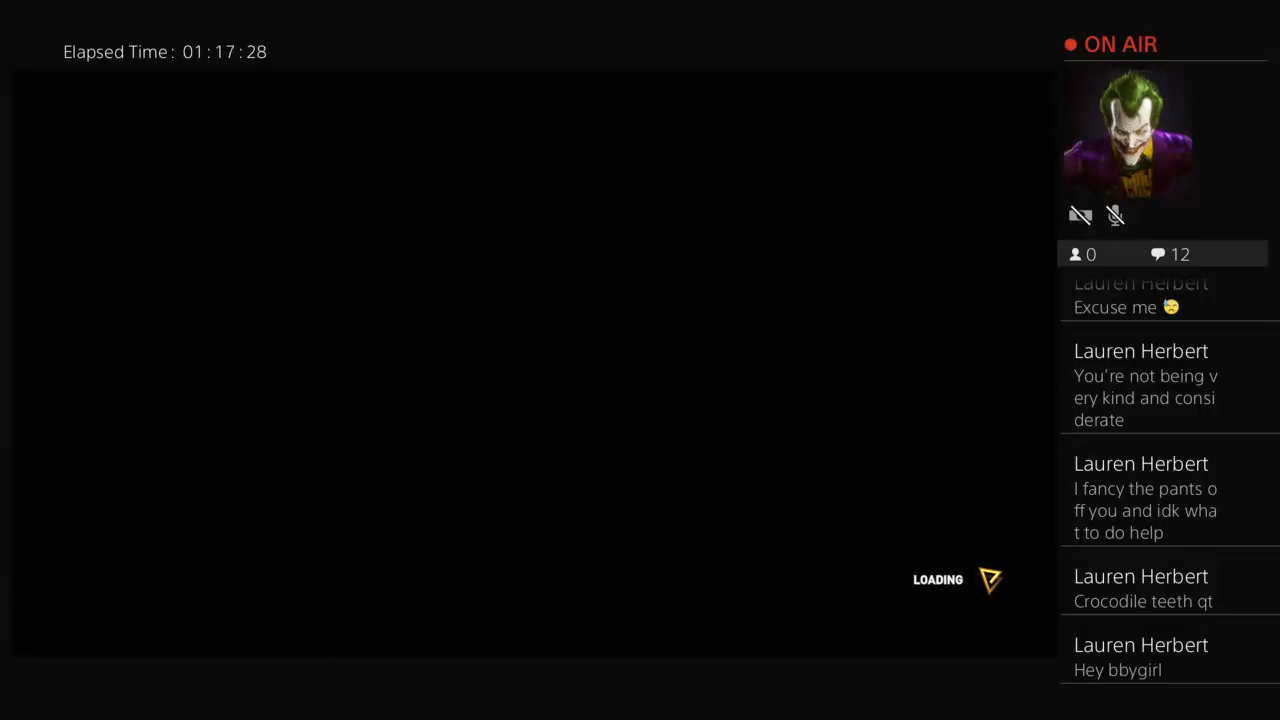 Elapsed Time: 01:17:28
ON AIR
0 12
Lauren Herbert
Excuse me 😓
Lauren Herbert
You're not being v
ery kind and consi
derate
Lauren Herbert
I fancy the pants o
ff you and idk wha
t to do help
Lauren Herbert
Crocodile teeth qt
Lauren Herbert
Hey bbygirl
LOADING